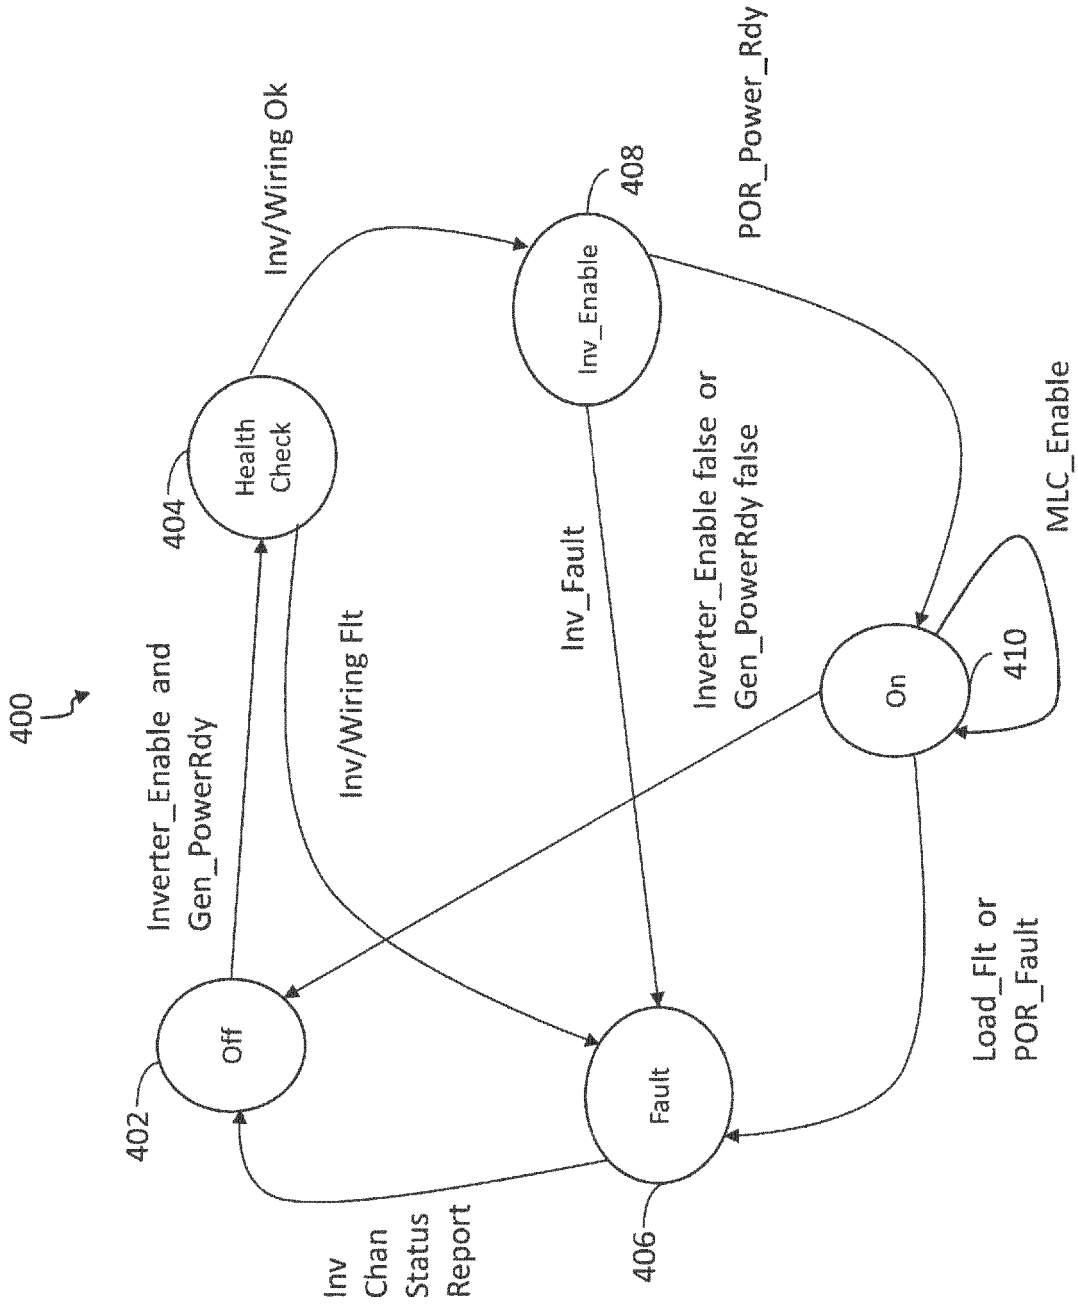 400
Inverter_Enable and
Gen_PowerRdy
402
Off
404
Health
Check
Inv/Wiring Ok
Inv/Wiring Flt
Inv
Chan
Status
Report
Inv_Fault
Inv_Enable
408
406
Fault
Inverter_Enable false or
Gen_PowerRdy false
POR_Power_Rdy
On
410
Load_Flt or
POR_Fault
MLC_Enable